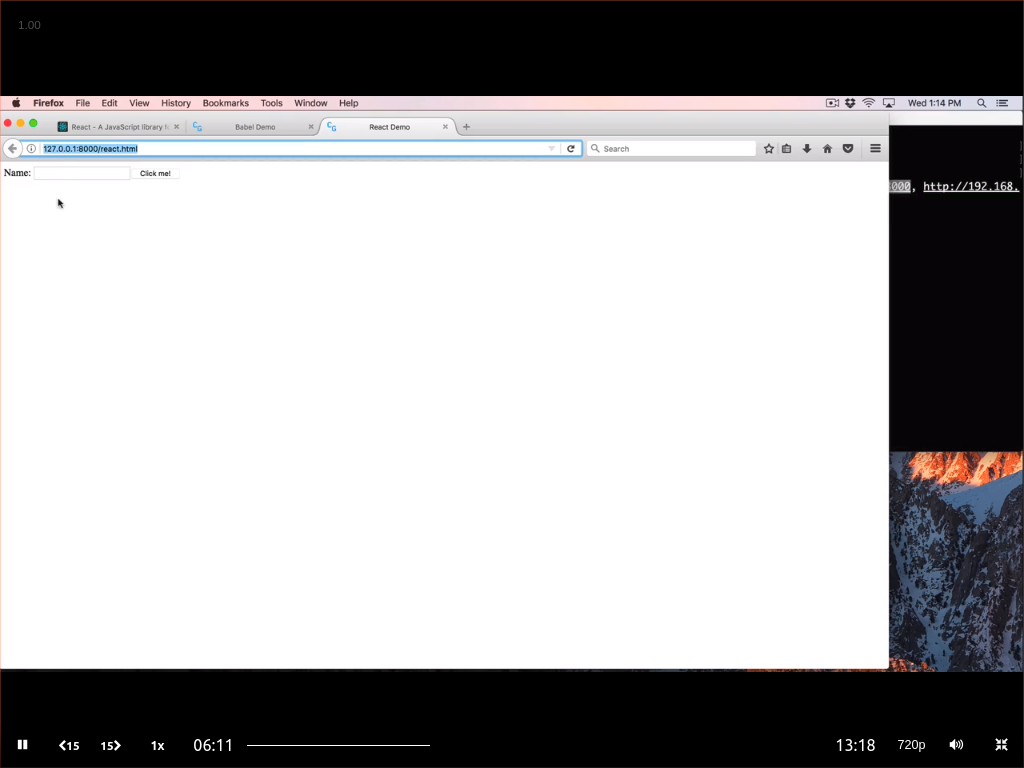 1.00
Firefox File Edit View History Bookmarks Tools Window Help Wed 1:14 PM
React - A JavaScript library Babel Demo React Demo
127.0.0.1:8000/react.html Search
Name: Click me!
000, http://192.168.
15 15 1x 06:11 13:18 720p